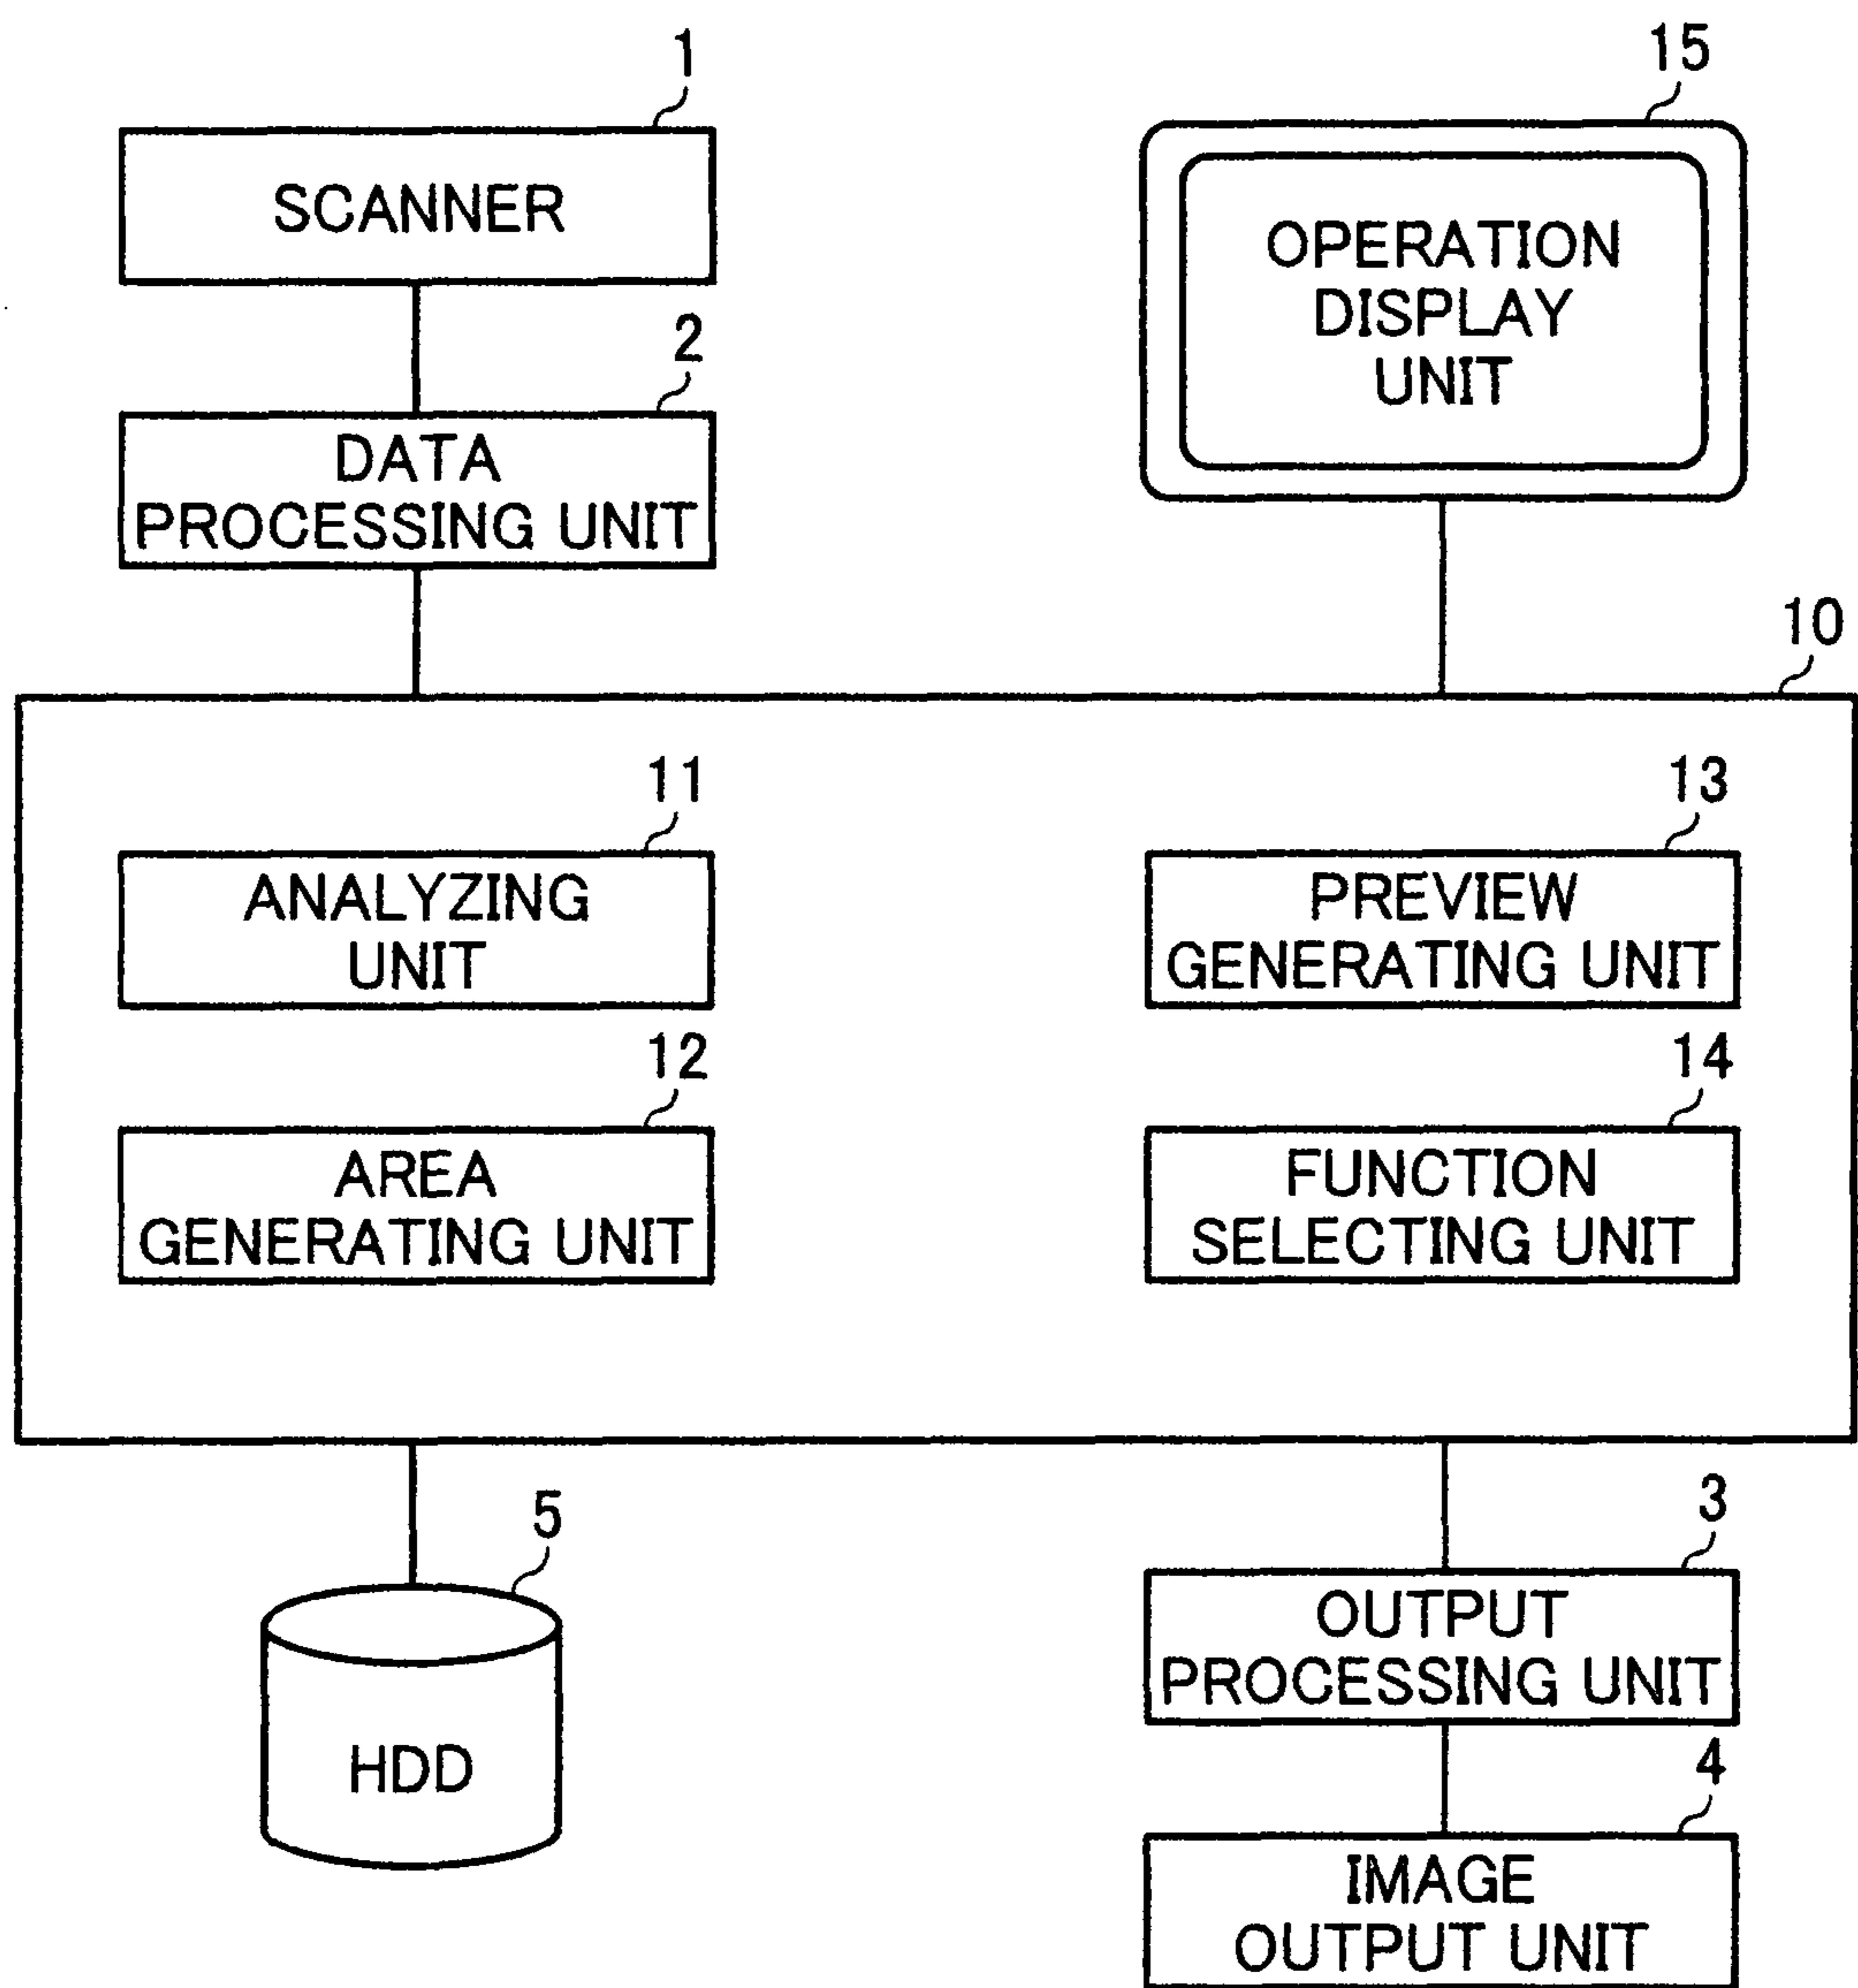 1
SCANNER
15
OPERATION
DISPLAY
UNIT
2
DATA
PROCESSING UNIT
10
11
ANALYZING
UNIT
13
PREVIEW
GENERATING UNIT
12
AREA
GENERATING UNIT
14
FUNCTION
SELECTING UNIT
5
HDD
3
OUTPUT
PROCESSING UNIT
4
IMAGE
OUTPUT UNIT